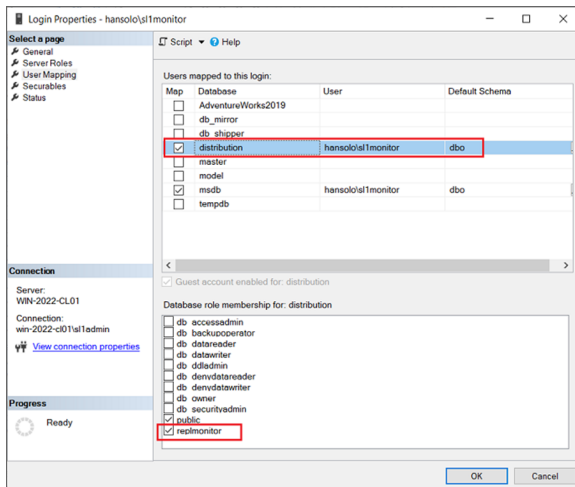 Login Properties - hansolo\sl1monitor
Select a page
General
Server Roles
User Mapping
Securables
Status
Script Help
Users mapped to this login:
Map Database User Default Schema
AdventureWorks2019
db_mirror
db_shipper
distribution hansolo\sl1monitor dbo
master
model
msdb hansolo\sl1monitor dbo
tempdb
Guest account enabled for: distribution
Connection
Server:
WIN-2022-CL01
Connection:
win-2022-cl01\sl1admin
View connection properties
Progress
Ready
Database role membership for: distribution
db_accessadmin
db_backupoperator
db_datareader
db_datawriter
db_ddladmin
db_denydatareader
db_denydatawriter
db_owner
db_securityadmin
public
replmonitor
OK Cancel